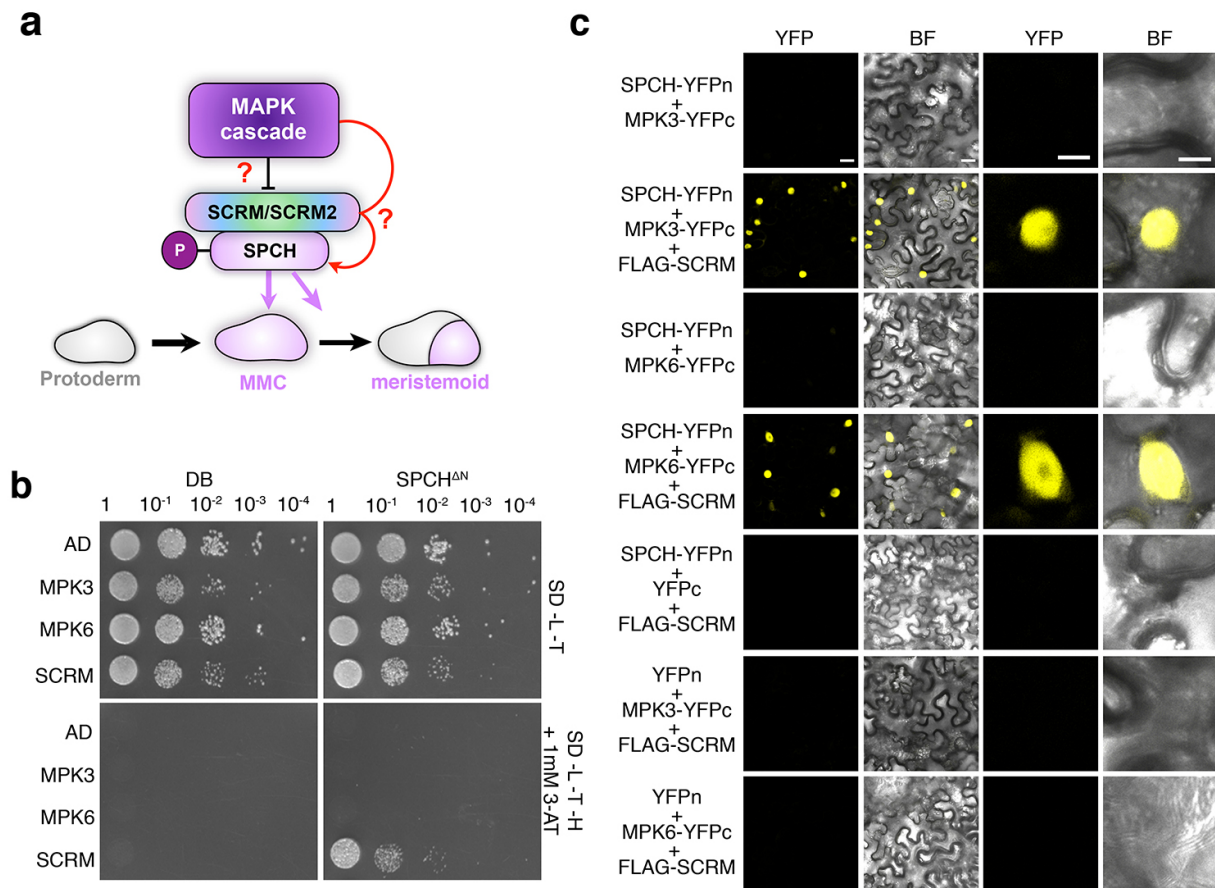 a
MAPK
cascade
?
SCRM/SCRM2
?
P
SPCH
Protoderm
MMC
meristemoid
b
DB
SPCHΔN
1 10-1 10-2 10-3 10-4
1 10-1 10-2 10-3 10-4
AD
MPK3
MPK6
SCRM
SD -L -T
AD
MPK3
MPK6
SCRM
SD -L -T -H
+ 1mM 3-AT
c
YFP BF YFP BF
SPCH-YFPn
+
MPK3-YFPc
SPCH-YFPn
+
MPK3-YFPc
+
FLAG-SCRM
SPCH-YFPn
+
MPK6-YFPc
SPCH-YFPn
+
MPK6-YFPc
+
FLAG-SCRM
SPCH-YFPn
+
YFPc
+
FLAG-SCRM
YFPn
+
MPK3-YFPc
+
FLAG-SCRM
YFPn
+
MPK6-YFPc
+
FLAG-SCRM